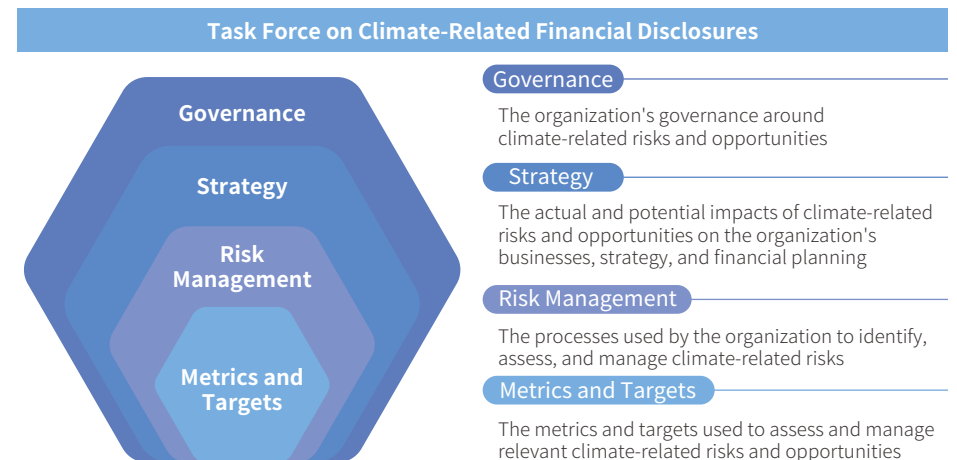 Task Force on Climate-Related Financial Disclosures
Governance
Strategy
Risk
Management
Metrics and
Targets
Governance
The organization's governance around
climate-related risks and opportunities
Strategy
The actual and potential impacts of climate-related
risks and opportunities on the organization's
businesses, strategy, and financial planning
Risk Management
The processes used by the organization to identify,
assess, and manage climate-related risks
Metrics and Targets
The metrics and targets used to assess and manage
relevant climate-related risks and opportunities